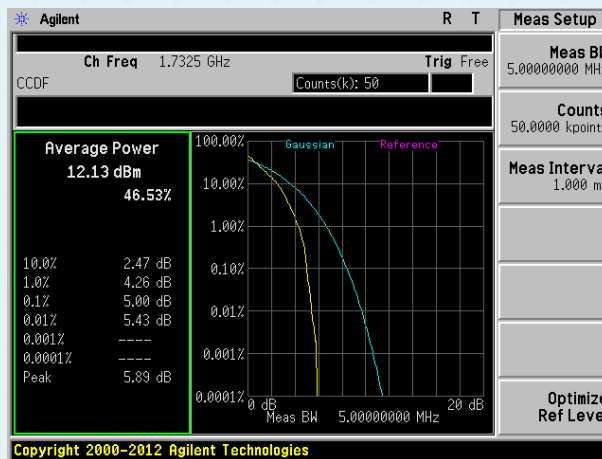 Agilent R T
Ch Freq 1.7325 GHz Trig Free
CCDF Counts(k): 50
Average Power
12.13 dBm
46.53%
10.0% 2.47 dB
1.0% 4.26 dB
0.1% 5.00 dB
0.01% 5.43 dB
0.001% ----
0.0001% ----
Peak 5.89 dB
Gaussian Reference
100.00%
10.00%
1.00%
0.10%
0.01%
0.001%
0.0001%
0 dB 20 dB
Meas BW 5.00000000 MHz
Meas Setup
Meas B
5.00000000 MH
Counts
50.0000 kpoint
Meas Interva
1.000 m
Optimize
Ref Leve
Copyright 2000-2012 Agilent Technologies